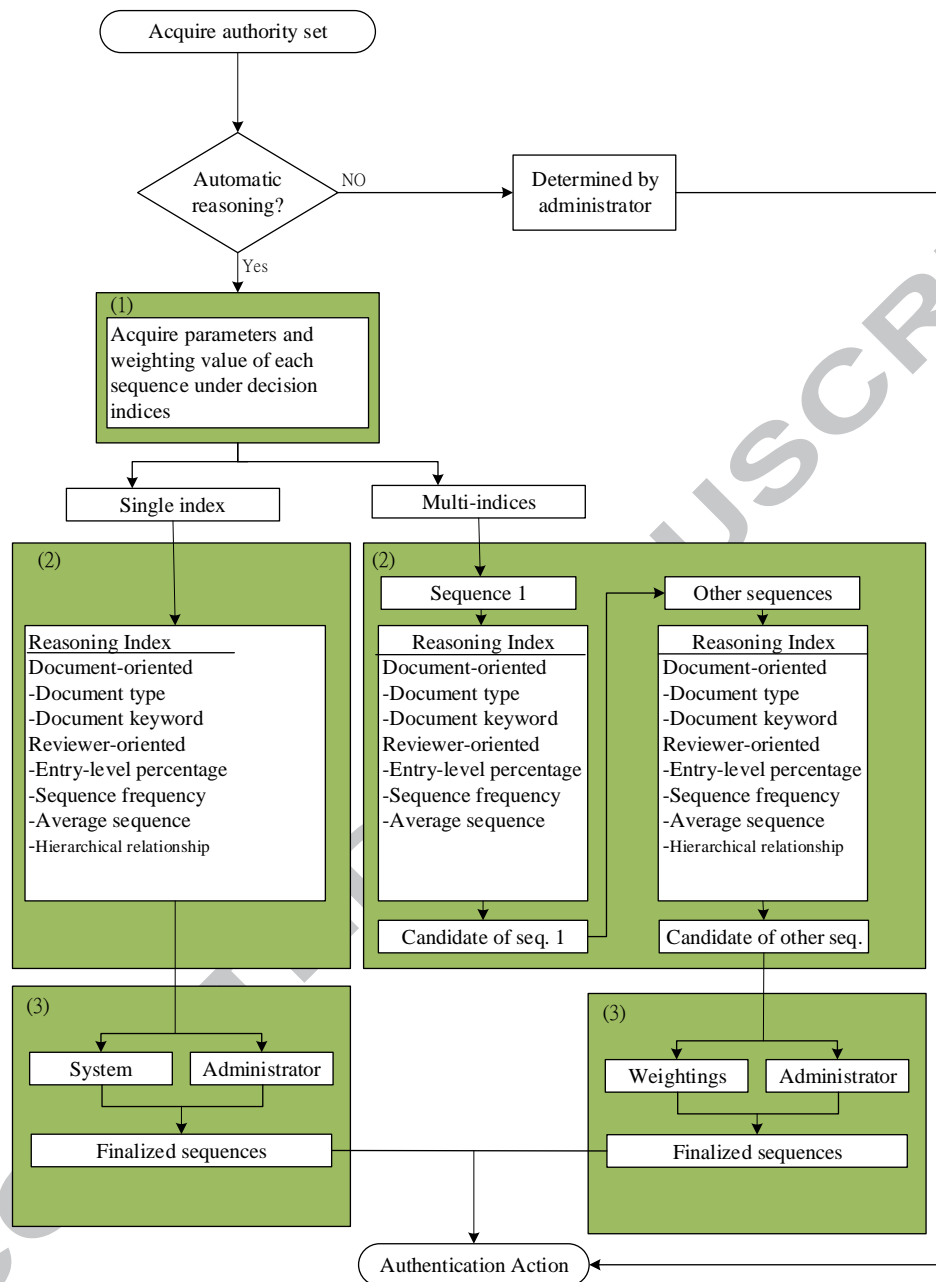 Acquire authority set
Automatic
reasoning?
NO
Determined by
administrator
Yes
(1)
Acquire parameters and
weighting value of each
sequence under decision
indices
Single index
Multi-indices
(2)
Reasoning Index
Document-oriented
-Document type
-Document keyword
Reviewer-oriented
-Entry-level percentage
-Sequence frequency
-Average sequence
-Hierarchical relationship
(2)
Sequence 1
Reasoning Index
Document-oriented
-Document type
-Document keyword
Reviewer-oriented
-Entry-level percentage
-Sequence frequency
-Average sequence
Candidate of seq. 1
Other sequences
Reasoning Index
Document-oriented
-Document type
-Document keyword
Reviewer-oriented
-Entry-level percentage
-Sequence frequency
-Average sequence
-Hierarchical relationship
Candidate of other seq.
(3)
System
Administrator
Finalized sequences
(3)
Weightings
Administrator
Finalized sequences
Authentication Action